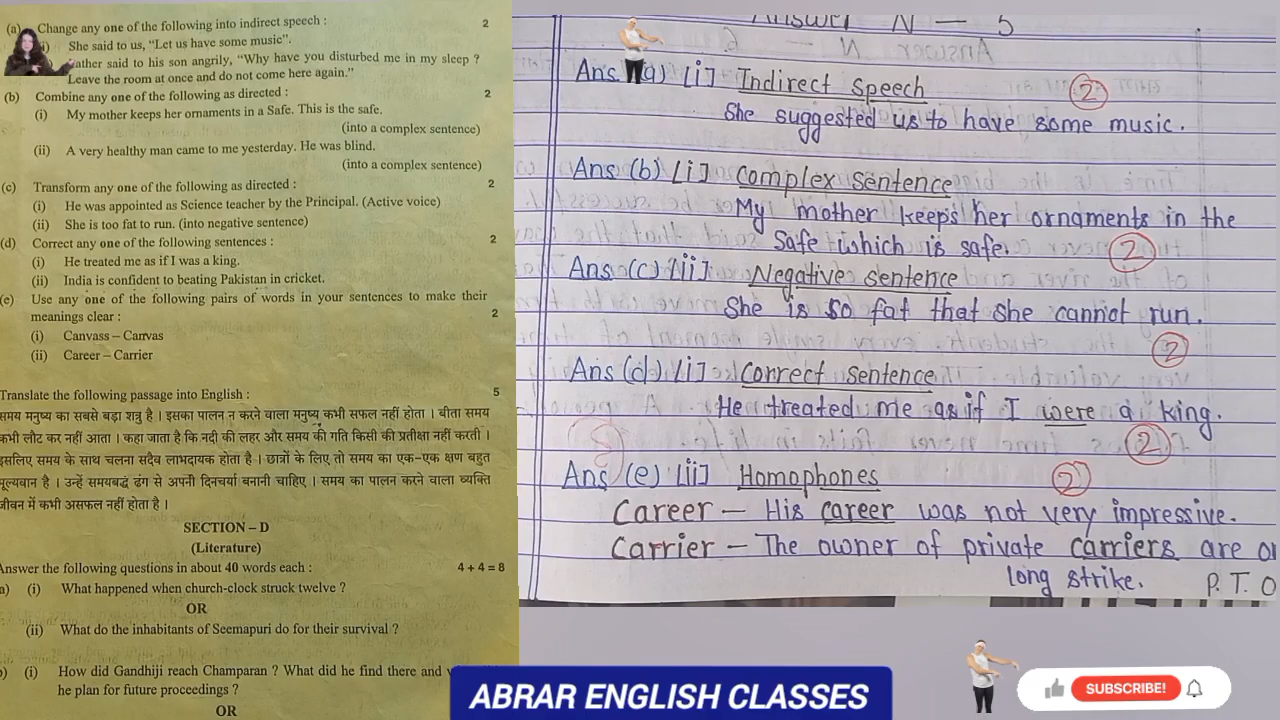 (a) Change any one of the following into indirect speech : 2
She said to us, “Let us have some music”.
ather said to his son angrily, “Why have you disturbed me in my sleep ?
Leave the room at once and do not come here again.”
(b) Combine any one of the following as directed : 2
(i) My mother keeps her ornaments in a Safe. This is the safe.
(into a complex sentence)
(ii) A very healthy man came to me yesterday. He was blind.
(into a complex sentence)
(c) Transform any one of the following as directed : 2
(i) He was appointed as Science teacher by the Principal. (Active voice)
(ii) She is too fat to run. (into negative sentence)
(d) Correct any one of the following sentences : 2
(i) He treated me as if I was a king.
(ii) India is confident to beating Pakistan in cricket.
(e) Use any one of the following pairs of words in your sentences to make their
meanings clear : 2
(i) Canvass – Canvas
(ii) Career – Carrier
Translate the following passage into English : 5
समय मनुष्य का सबसे बड़ा शत्रु है । इसका पालन न करने वाला मनुष्य कभी सफल नहीं होता । बीता समय
कभी लौट कर नहीं आता । कहा जाता है कि नदी की लहर और समय की गति किसी की प्रतीक्षा नहीं करती ।
इसलिए समय के साथ चलना सदैव लाभदायक होता है । छात्रों के लिए तो समय का एक-एक क्षण बहुत
मूल्यवान है । उन्हें समयबद्ध ढंग से अपनी दिनचर्या बनानी चाहिए । समय का पालन करने वाला व्यक्ति
जीवन में कभी असफल नहीं होता है ।
SECTION – D
(Literature)
Answer the following questions in about 40 words each : 4 + 4 = 8
a) (i) What happened when church-clock struck twelve ?
OR
(ii) What do the inhabitants of Seemapuri do for their survival ?
) (i) How did Gandhiji reach Champaran ? What did he find there and
he plan for future proceedings ?
OR
Answer N — 5
Ans (a) [i] Indirect Speech 2
She suggested us to have some music.
Ans (b) [i] Complex Sentence
My mother keeps her ornaments in the
Safe which is safe. 2
Ans (c) [ii] Negative sentence
She is so fat that she cannot run.
2
Ans (d) [i] Correct sentence
He treated me as if I were a king.
2
Ans (e) [ii] Homophones 2
Career – His career was not very impressive.
Carrier – The owner of private carriers are o
long strike. P.T.O
ABRAR ENGLISH CLASSES
SUBSCRIBE!